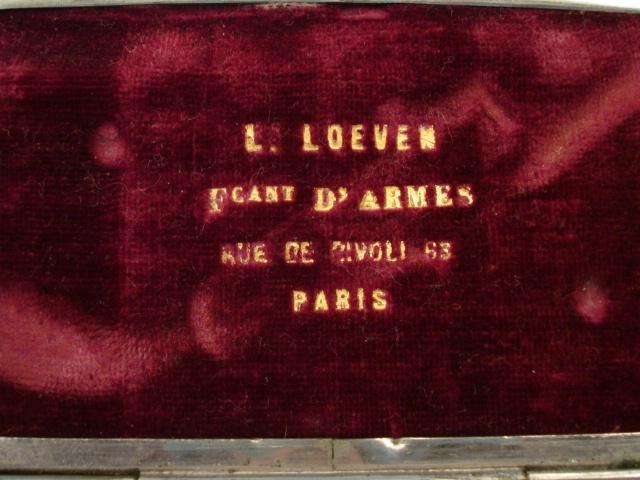 L. LOEVEN
FCANT D'ARMES
RUE DE RIVOLI 63
PARIS